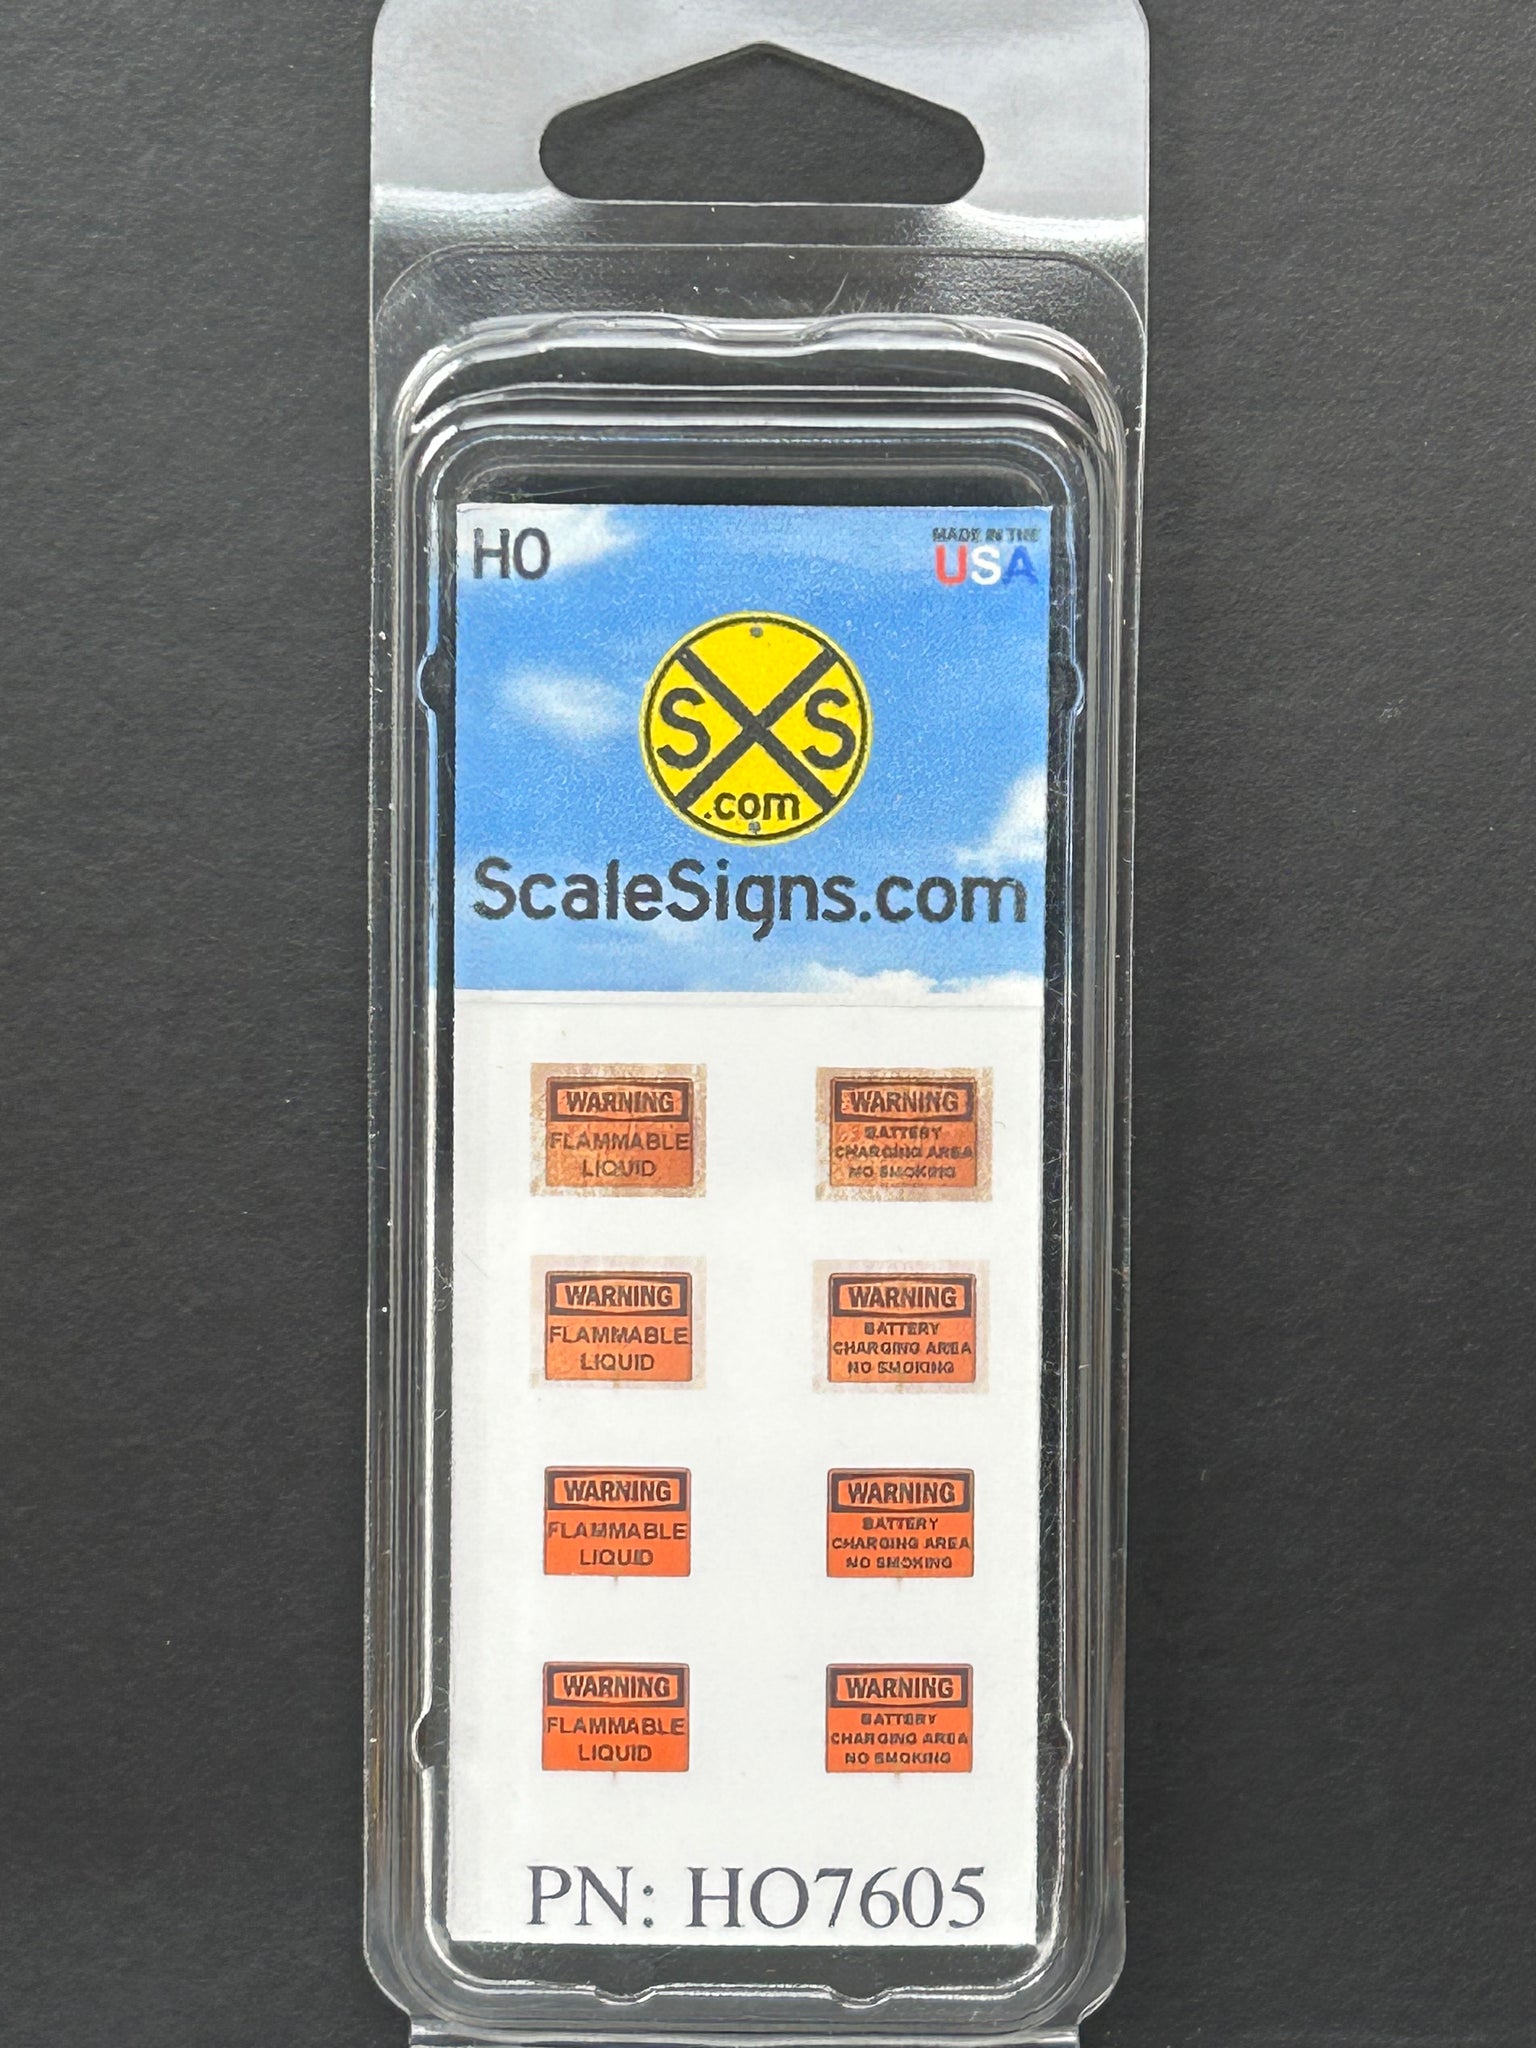 HO
MADE IN THE
USA
S S
.com
ScaleSigns.com
WARNING
FLAMMABLE
LIQUID
WARNING
BATTERY
CHARGING AREA
NO SMOKING
WARNING
FLAMMABLE
LIQUID
WARNING
BATTERY
CHARGING AREA
NO SMOKING
WARNING
FLAMMABLE
LIQUID
WARNING
BATTERY
CHARGING AREA
NO SMOKING
WARNING
FLAMMABLE
LIQUID
WARNING
BATTERY
CHARGING AREA
NO SMOKING
PN: HO7605